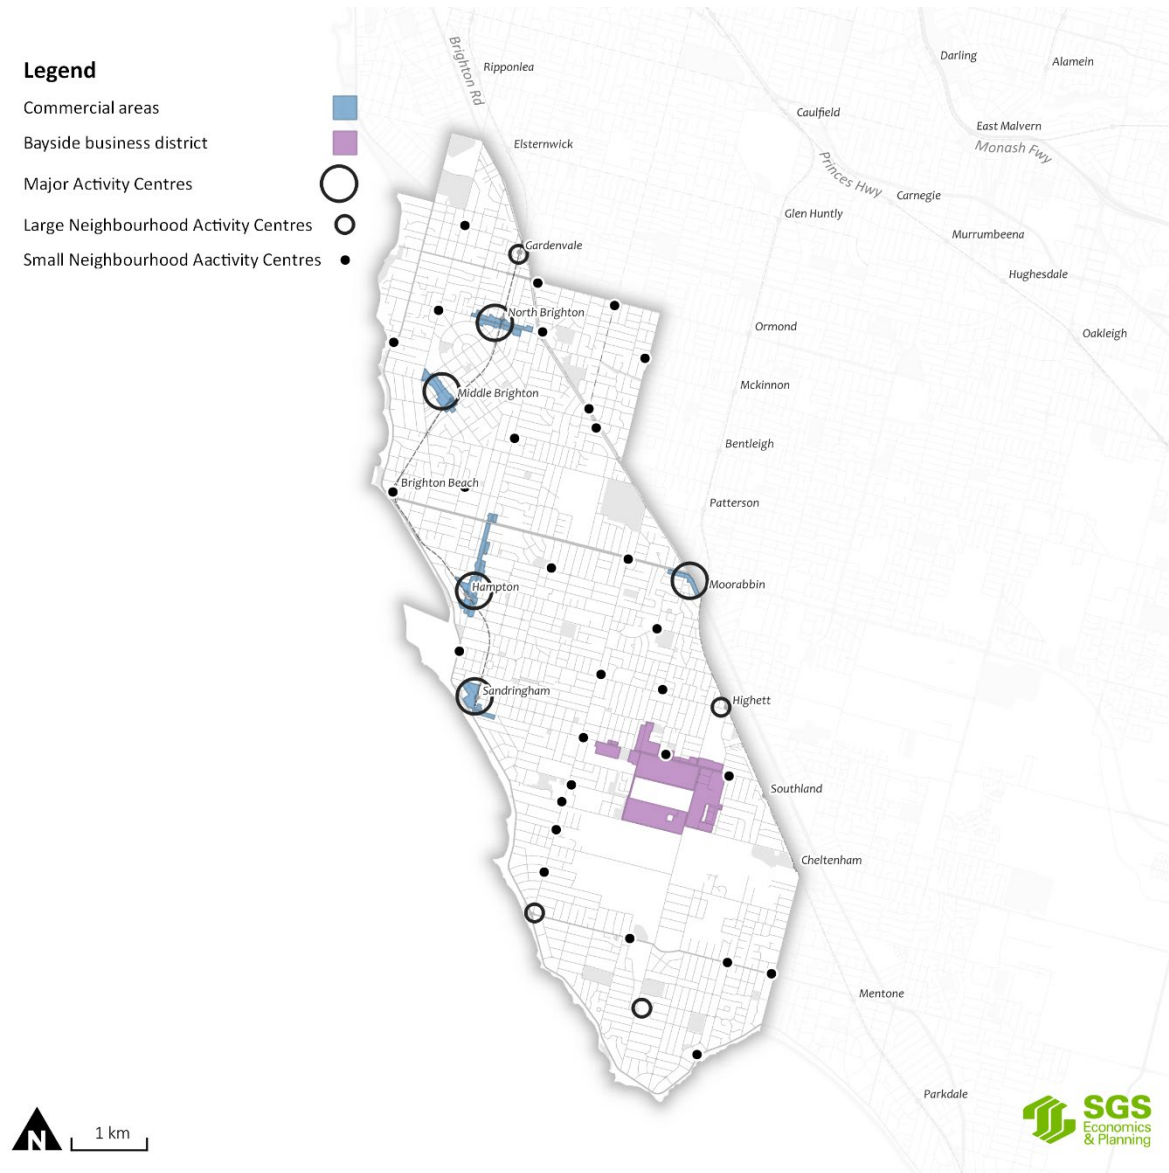 Legend
Commercial areas
Bayside business district
Major Activity Centres
Large Neighbourhood Activity Centres
Small Neighbourhood Aactivity Centres
Brighton Rd
Ripponlea
Darling
Alamein
Caulfield
East Malvern
Monash Fwy
Elsternwick
Princes Hwy
Carnegie
Glen Huntly
Murrumbeena
Gardenvale
Hughesdale
North Brighton
Ormond
Oakleigh
Mckinnon
Middle Brighton
Bentleigh
Brighton Beach
Patterson
Hampton
Moorabbin
Sandringham
Highett
Southland
Cheltenham
Mentone
Parkdale
N
1 km
SGS
Economics
& Planning